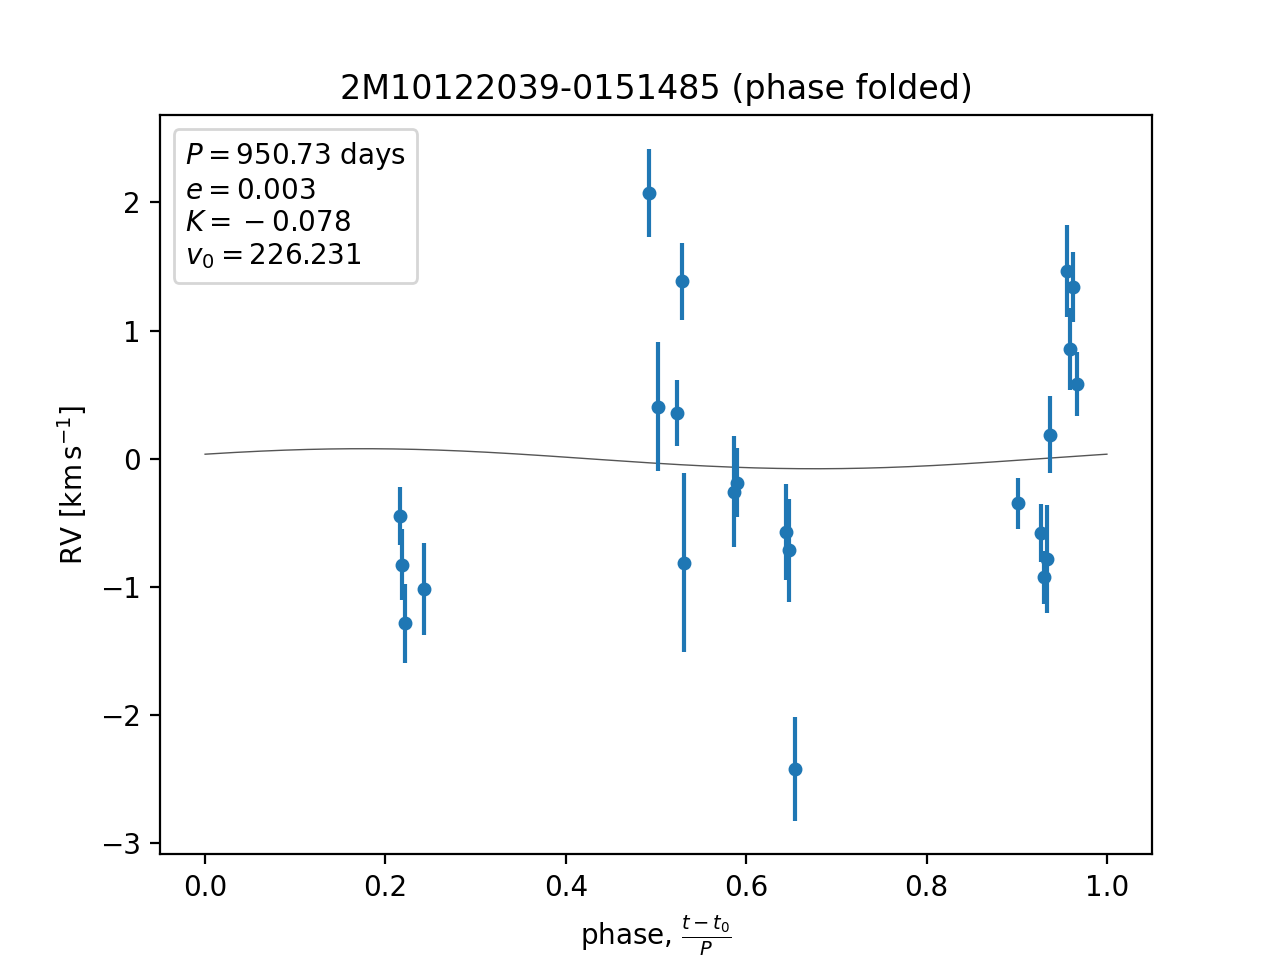 2M10122039-0151485 (phase folded)
P = 950.73 days
e = 0.003
K = −0.078
v₀ = 226.231
RV [km s⁻¹]
2
1
0
−1
−2
−3
0.0 0.2 0.4 0.6 0.8 1.0
phase, (t − t₀)/P